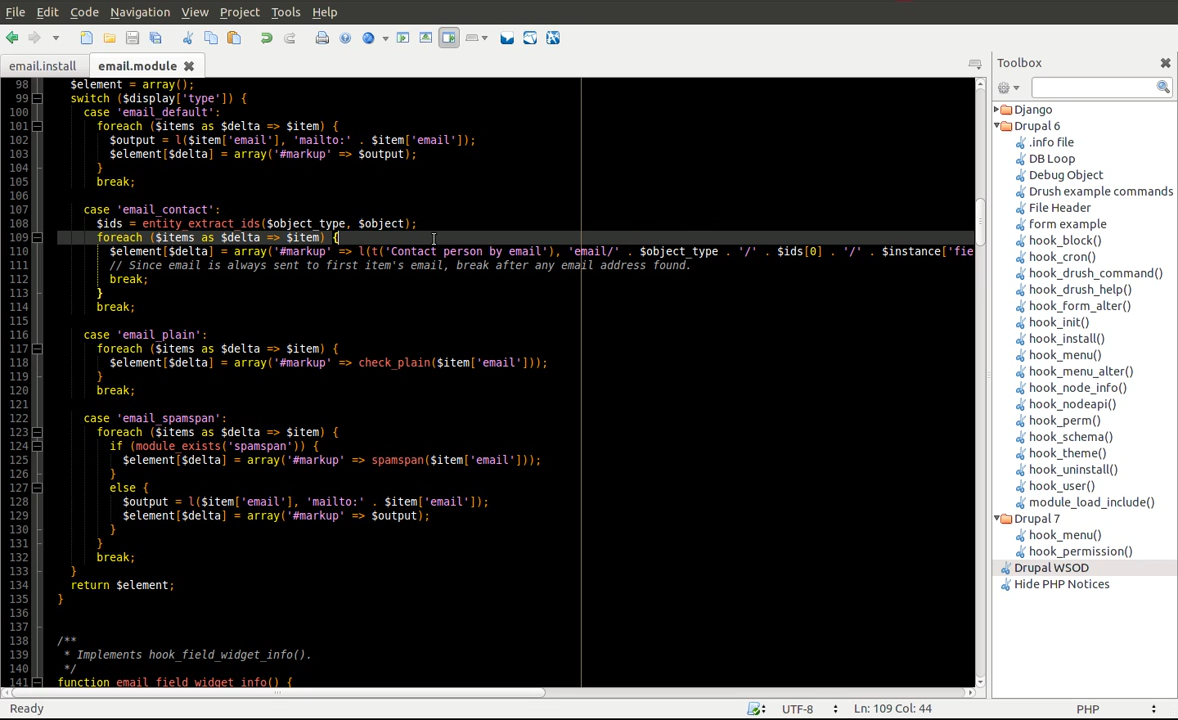 File Edit Code Navigation View Project Tools Help
email.install email.module
98 $element = array();
99 switch ($display['type']) {
100 case 'email_default':
101 foreach ($items as $delta => $item) {
102 $output = l($item['email'], 'mailto:' . $item['email']);
103 $element[$delta] = array('#markup' => $output);
104 }
105 break;
106
107 case 'email_contact':
108 $ids = entity_extract_ids($object_type, $object);
109 foreach ($items as $delta => $item) {
110 $element[$delta] = array('#markup' => l(t('Contact person by email'), 'email/' . $object_type . '/' . $ids[0] . '/' . $instance['fie
111 // Since email is always sent to first item's email, break after any email address found.
112 break;
113 }
114 break;
115
116 case 'email_plain':
117 foreach ($items as $delta => $item) {
118 $element[$delta] = array('#markup' => check_plain($item['email']));
119 }
120 break;
121
122 case 'email_spamspan':
123 foreach ($items as $delta => $item) {
124 if (module_exists('spamspan')) {
125 $element[$delta] = array('#markup' => spamspan($item['email']));
126 }
127 else {
128 $output = l($item['email'], 'mailto:' . $item['email']);
129 $element[$delta] = array('#markup' => $output);
130 }
131 }
132 break;
133 }
134 return $element;
135 }
136
137
138 /**
139 * Implements hook_field_widget_info().
140 */
141 function email_field_widget_info() {
Toolbox
Django
Drupal 6
.info file
DB Loop
Debug Object
Drush example commands
File Header
form example
hook_block()
hook_cron()
hook_drush_command()
hook_drush_help()
hook_form_alter()
hook_init()
hook_install()
hook_menu()
hook_menu_alter()
hook_node_info()
hook_nodeapi()
hook_perm()
hook_schema()
hook_theme()
hook_uninstall()
hook_user()
module_load_include()
Drupal 7
hook_menu()
hook_permission()
Drupal WSOD
Hide PHP Notices
Ready UTF-8 Ln: 109 Col: 44 PHP